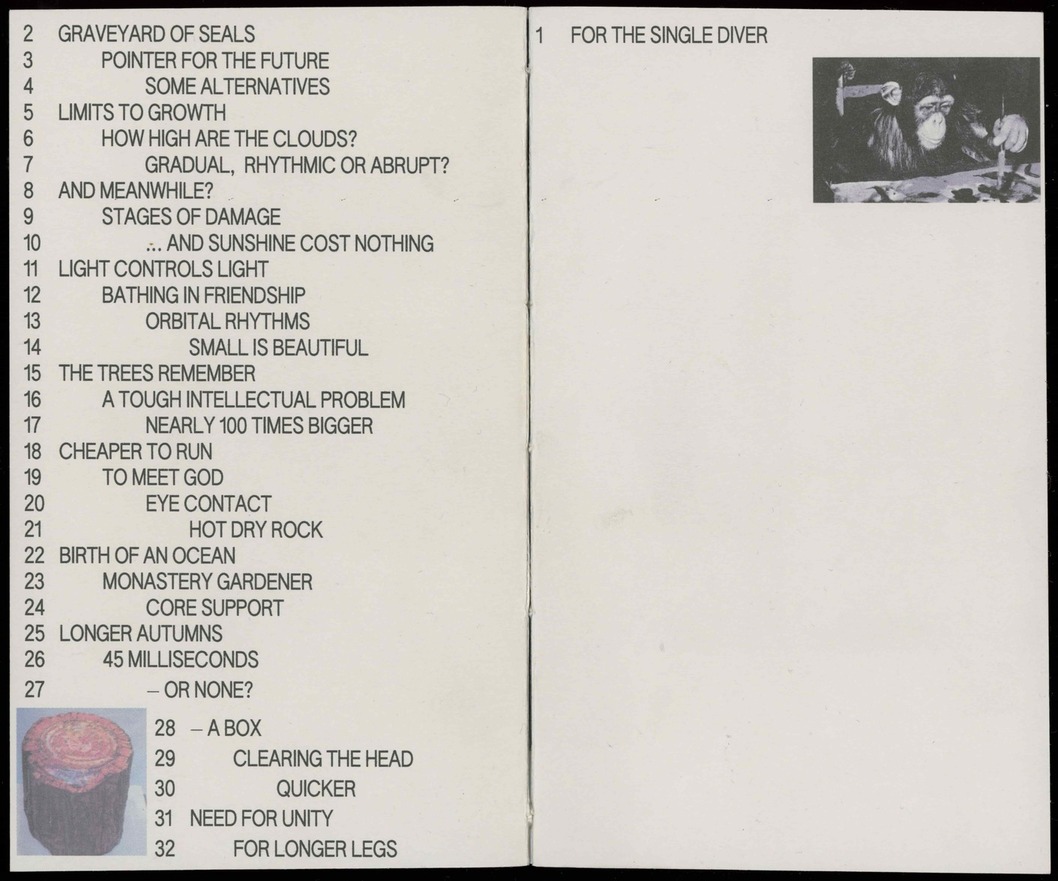 2 GRAVEYARD OF SEALS
3 POINTER FOR THE FUTURE
4 SOME ALTERNATIVES
5 LIMITS TO GROWTH
6 HOW HIGH ARE THE CLOUDS?
7 GRADUAL, RHYTHMIC OR ABRUPT?
8 AND MEANWHILE?
9 STAGES OF DAMAGE
10 ... AND SUNSHINE COST NOTHING
11 LIGHT CONTROLS LIGHT
12 BATHING IN FRIENDSHIP
13 ORBITAL RHYTHMS
14 SMALL IS BEAUTIFUL
15 THE TREES REMEMBER
16 A TOUGH INTELLECTUAL PROBLEM
17 NEARLY 100 TIMES BIGGER
18 CHEAPER TO RUN
19 TO MEET GOD
20 EYE CONTACT
21 HOT DRY ROCK
22 BIRTH OF AN OCEAN
23 MONASTERY GARDENER
24 CORE SUPPORT
25 LONGER AUTUMNS
26 45 MILLISECONDS
27 – OR NONE?
28 – A BOX
29 CLEARING THE HEAD
30 QUICKER
31 NEED FOR UNITY
32 FOR LONGER LEGS
1 FOR THE SINGLE DIVER